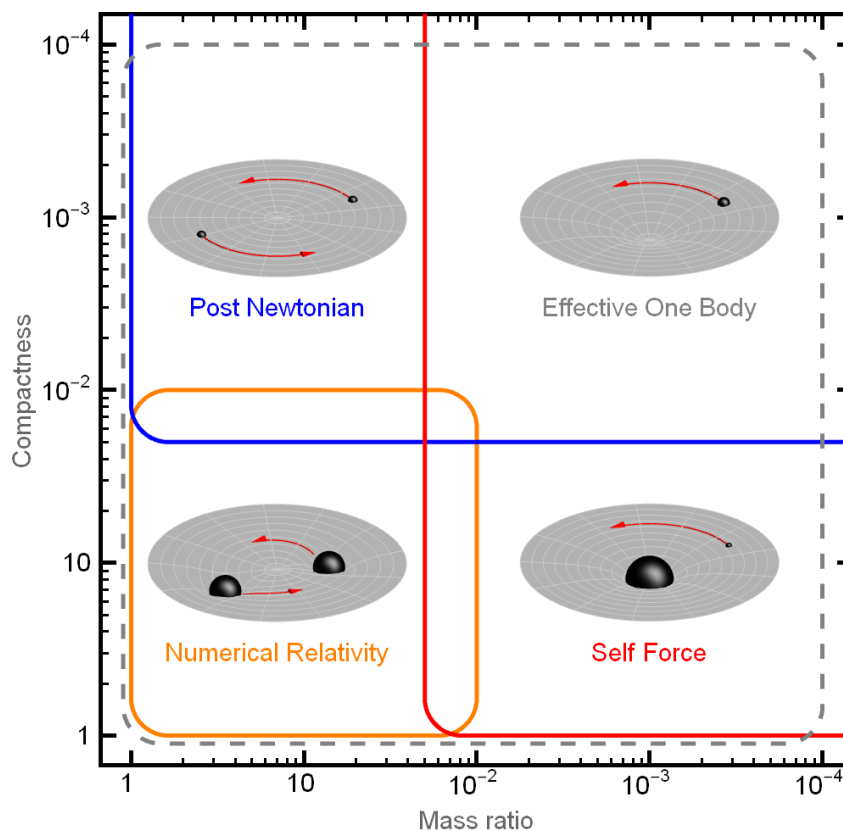 10⁻⁴
10⁻³
10⁻²
10
1
Compactness
Post Newtonian
Effective One Body
Numerical Relativity
Self Force
1
10
10⁻²
10⁻³
10⁻⁴
Mass ratio